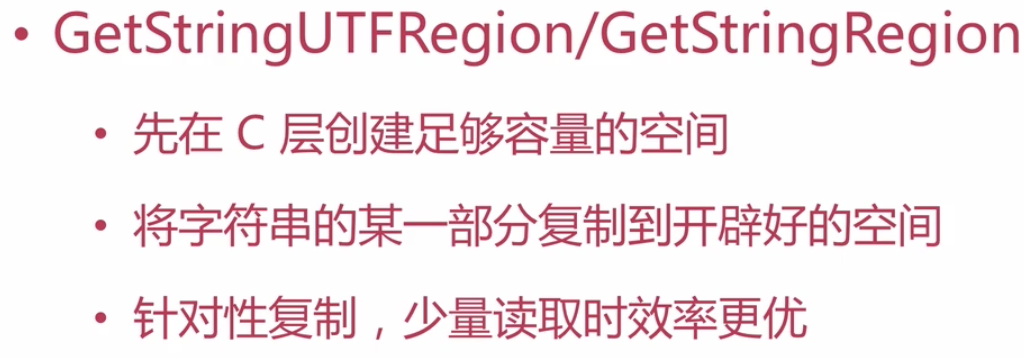 • GetStringUTFRegion/GetStringRegion
• 先在 C 层创建足够容量的空间
• 将字符串的某一部分复制到开辟好的空间
• 针对性复制，少量读取时效率更优